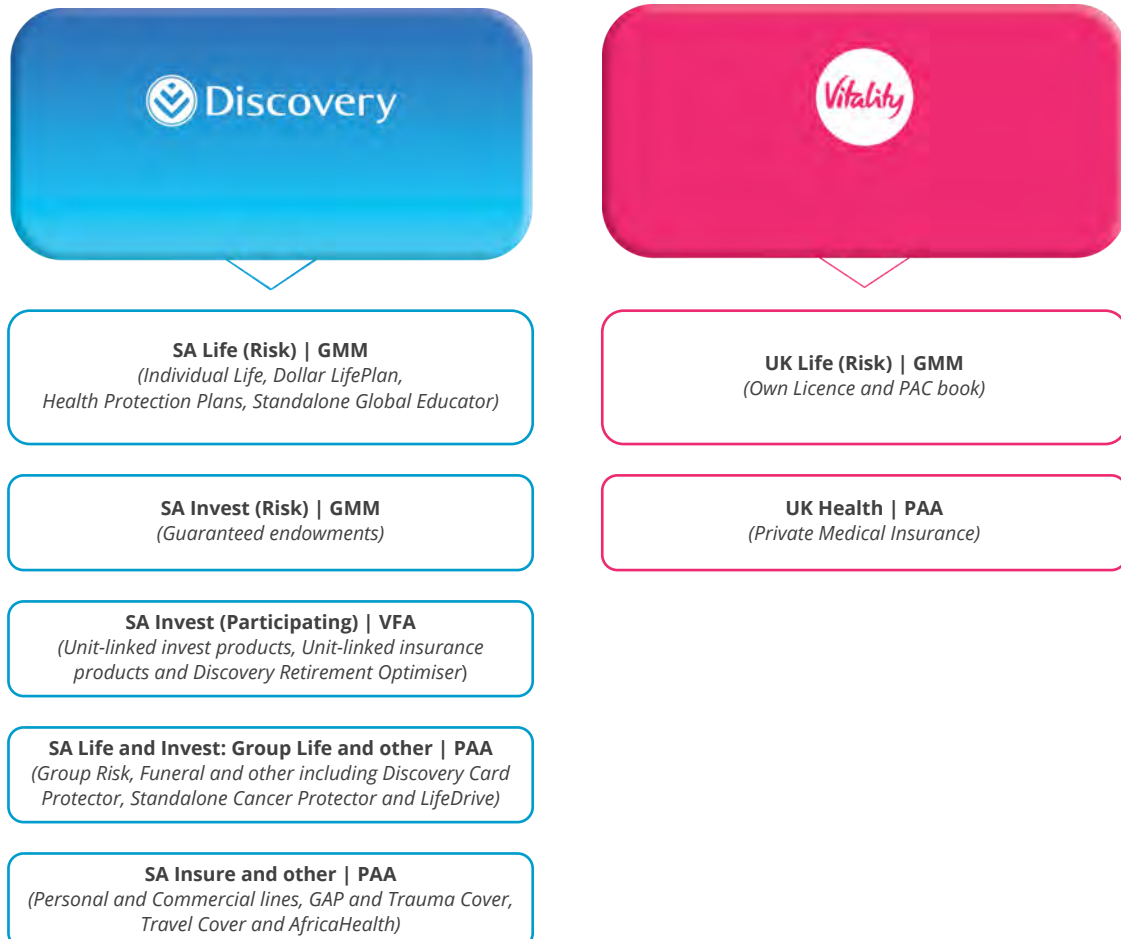 Discovery
SA Life (Risk) | GMM
(Individual Life, Dollar LifePlan,
Health Protection Plans, Standalone Global Educator)
SA Invest (Risk) | GMM
(Guaranteed endowments)
SA Invest (Participating) | VFA
(Unit-linked invest products, Unit-linked insurance
products and Discovery Retirement Optimiser)
SA Life and Invest: Group Life and other | PAA
(Group Risk, Funeral and other including Discovery Card
Protector, Standalone Cancer Protector and LifeDrive)
SA Insure and other | PAA
(Personal and Commercial lines, GAP and Trauma Cover,
Travel Cover and AfricaHealth)
Vitality
UK Life (Risk) | GMM
(Own Licence and PAC book)
UK Health | PAA
(Private Medical Insurance)